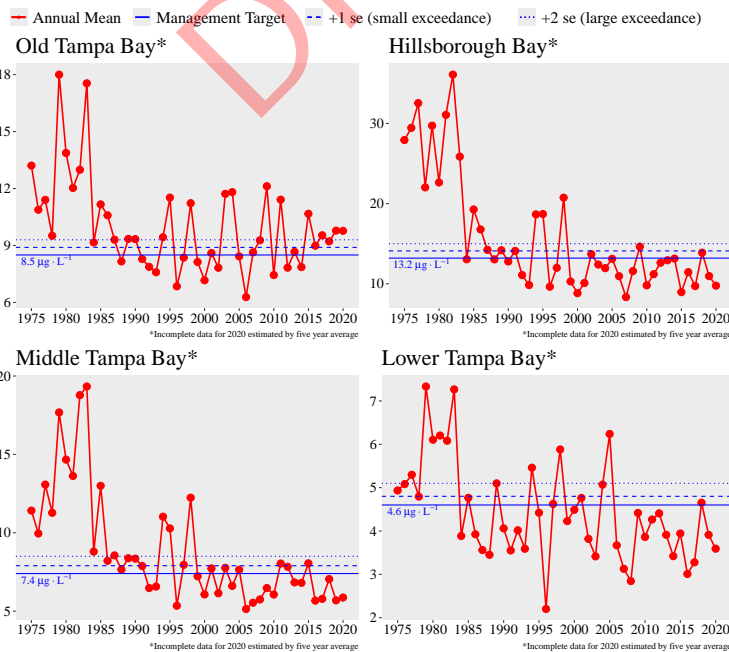 Annual Mean Management Target +1 se (small exceedance) +2 se (large exceedance)
Old Tampa Bay*
18
15
12
9
6
8.5 μg · L⁻¹
1975 1980 1985 1990 1995 2000 2005 2010 2015 2020
*Incomplete data for 2020 estimated by five year average
Hillsborough Bay*
30
20
10
13.2 μg · L⁻¹
1975 1980 1985 1990 1995 2000 2005 2010 2015 2020
*Incomplete data for 2020 estimated by five year average
Middle Tampa Bay*
20
15
10
5
7.4 μg · L⁻¹
1975 1980 1985 1990 1995 2000 2005 2010 2015 2020
*Incomplete data for 2020 estimated by five year average
Lower Tampa Bay*
7
6
5
4
3
2
4.6 μg · L⁻¹
1975 1980 1985 1990 1995 2000 2005 2010 2015 2020
*Incomplete data for 2020 estimated by five year average